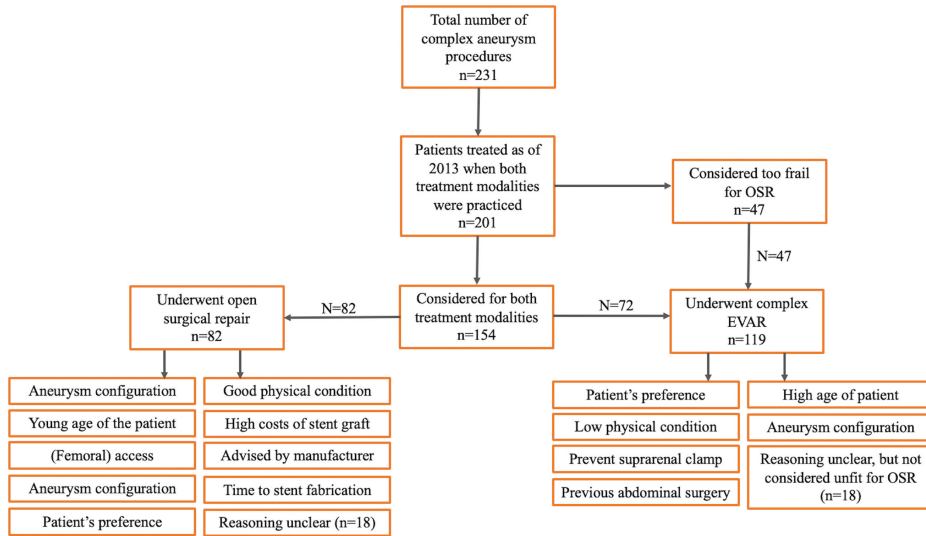 Total number of
complex aneurysm
procedures
n=231
Patients treated as of
2013 when both
treatment modalities
were practiced
n=201
Considered too frail
for OSR
n=47
N=47
Underwent open
surgical repair
n=82
N=82
Considered for both
treatment modalities
n=154
N=72
Underwent complex
EVAR
n=119
Aneurysm configuration
Young age of the patient
(Femoral) access
Aneurysm configuration
Patient's preference
Good physical condition
High costs of stent graft
Advised by manufacturer
Time to stent fabrication
Reasoning unclear (n=18)
Patient's preference
Low physical condition
Prevent suprarenal clamp
Previous abdominal surgery
High age of patient
Aneurysm configuration
Reasoning unclear, but not
considered unfit for OSR
(n=18)